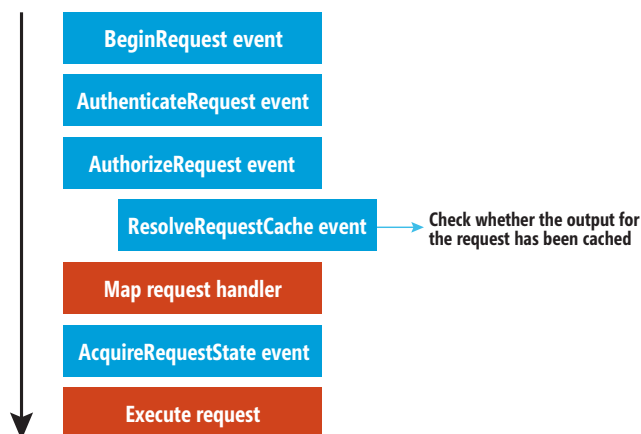 BeginRequest event
AuthenticateRequest event
AuthorizeRequest event
ResolveRequestCache event
Check whether the output for
the request has been cached
Map request handler
AcquireRequestState event
Execute request